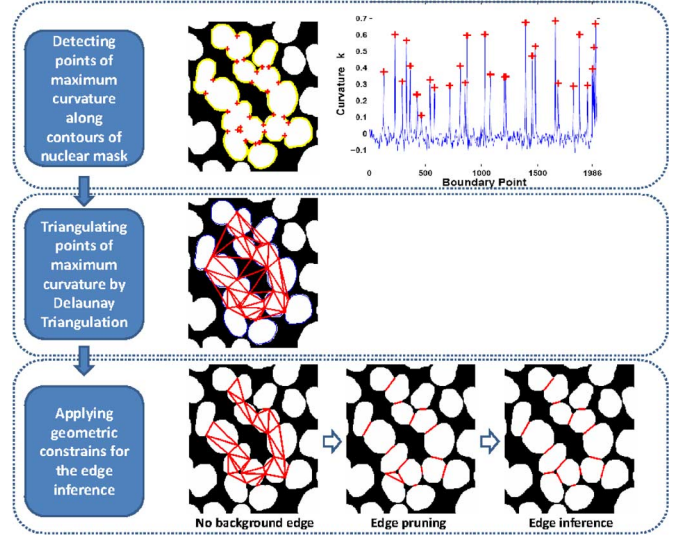 Detecting
points of
maximum
curvature
along
contours of
nuclear mask
Curvature k
0.7
0.6
0.5
0.4
0.3
0.2
0.1
0
−0.1
0
500
1000
1500
1986
Boundary Point
Triangulating
points of
maximum
curvature by
Delaunay
Triangulation
Applying
geometric
constrains for
the edge
inference
No background edge
Edge pruning
Edge inference